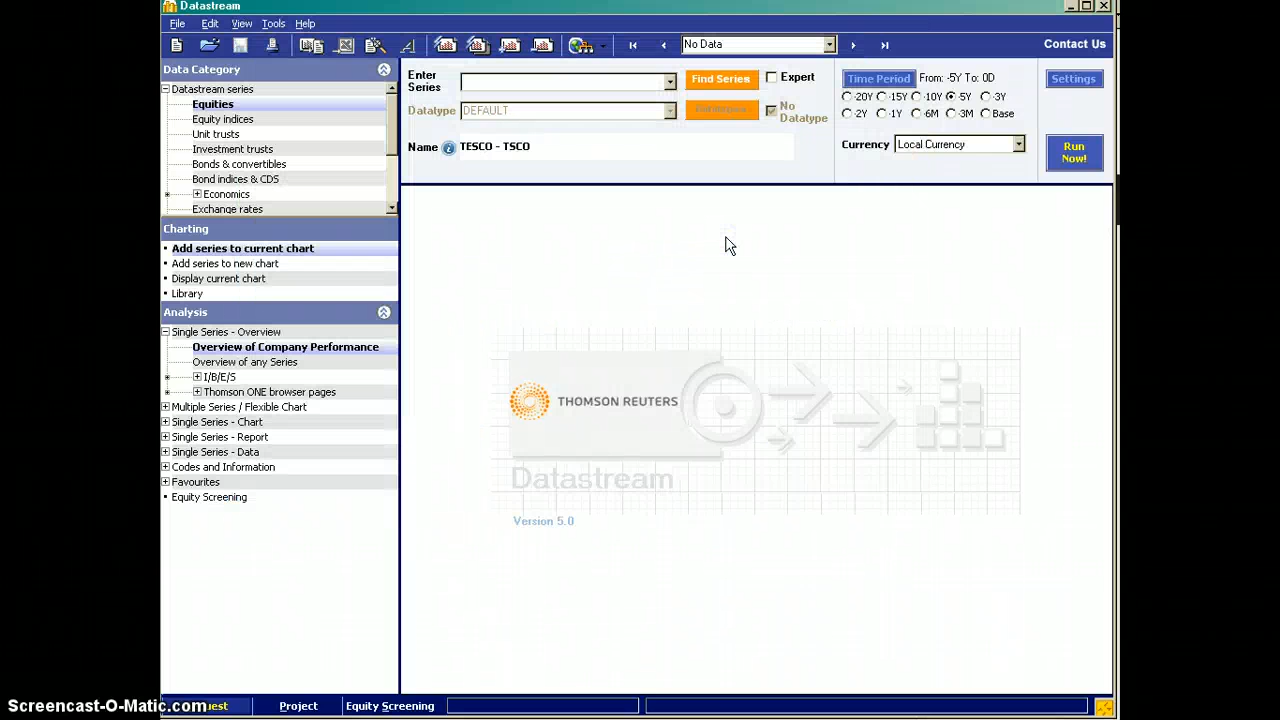 Datastream
File Edit View Tools Help
No Data
Contact Us
Data Category
Datastream series
Equities
Equity indices
Unit trusts
Investment trusts
Bonds & convertibles
Bond indices & CDS
Economics
Exchange rates
Charting
Add series to current chart
Add series to new chart
Display current chart
Library
Analysis
Single Series - Overview
Overview of Company Performance
Overview of any Series
I/B/E/S
Thomson ONE browser pages
Multiple Series / Flexible Chart
Single Series - Chart
Single Series - Report
Single Series - Data
Codes and Information
Favourites
Equity Screening
Enter Series
Find Series
Expert
Datatype
DEFAULT
No Datatype
Name
TESCO - TSCO
Time Period From: -5Y To: 0D
-20Y -15Y -10Y -5Y -3Y
-2Y -1Y -6M -3M Base
Currency Local Currency
Settings
Run Now!
THOMSON REUTERS
Datastream
Version 5.0
Project
Equity Screening
Screencast-O-Matic.com